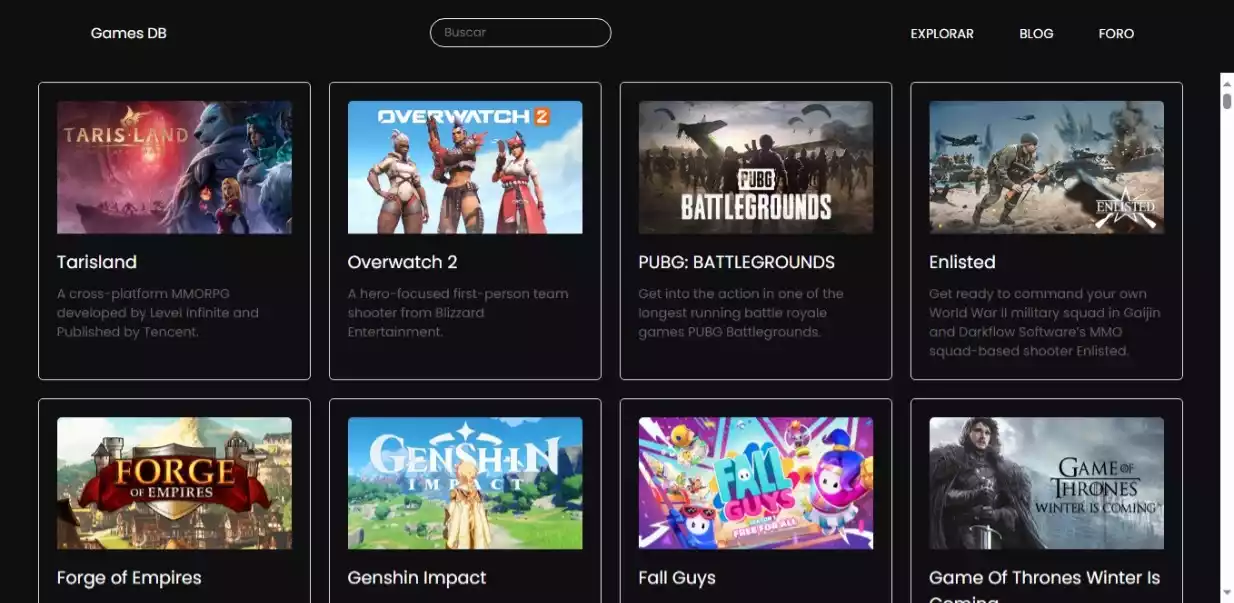 Games DB
Buscar
EXPLORAR
BLOG
FORO
TARISLAND
OVERWATCH 2
PUBG
BATTLEGROUNDS
ENLISTED
Tarisland
Overwatch 2
PUBG: BATTLEGROUNDS
Enlisted
A cross-platform MMORPG
developed by Level Infinite and
Published by Tencent.
A hero-focused first-person team
shooter from Blizzard
Entertainment.
Get into the action in one of the
longest running battle royale
games PUBG Battlegrounds.
Get ready to command your own
World War II military squad in Gaijin
and Darkflow Software's MMO
squad-based shooter Enlisted.
FORGE
OF EMPIRES
GENSHIN
IMPACT
FALL
GUYS
FREE FOR ALL
GAME OF
THRONES
WINTER IS COMING
Forge of Empires
Genshin Impact
Fall Guys
Game Of Thrones Winter Is
Coming